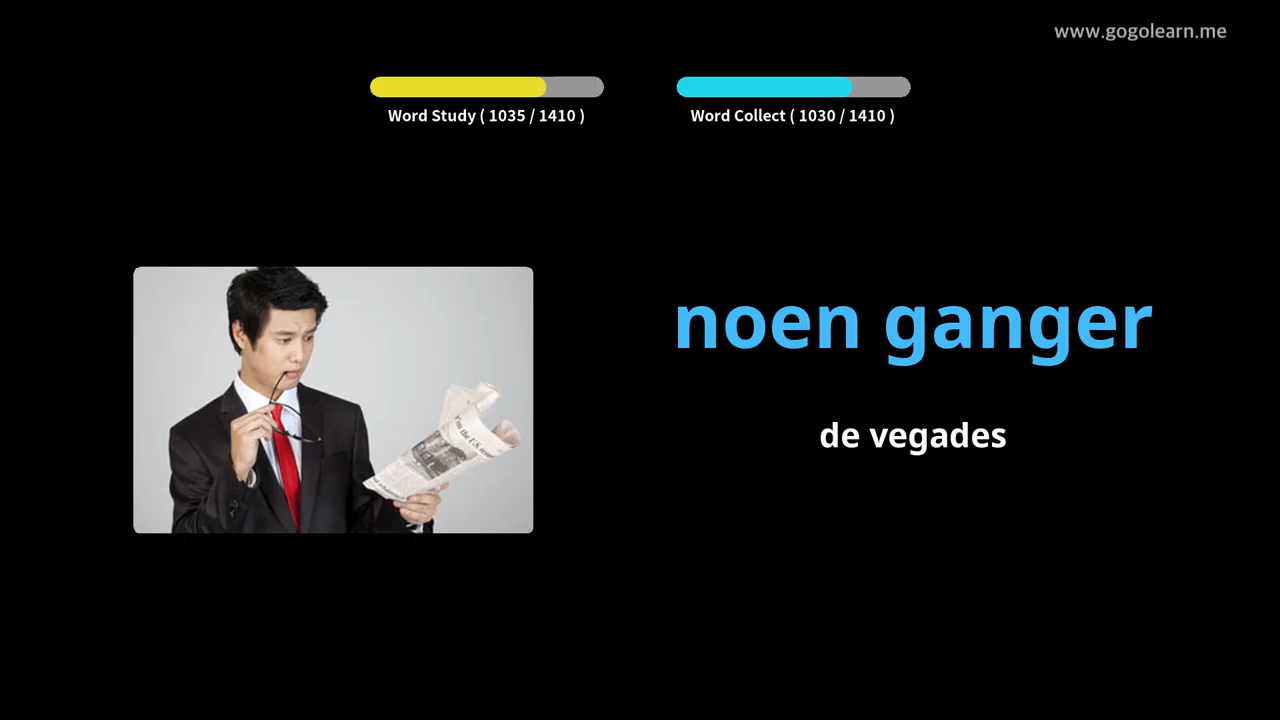 www.gogolearn.me
Word Study ( 1035 / 1410 )
Word Collect ( 1030 / 1410 )
noen ganger
de vegades